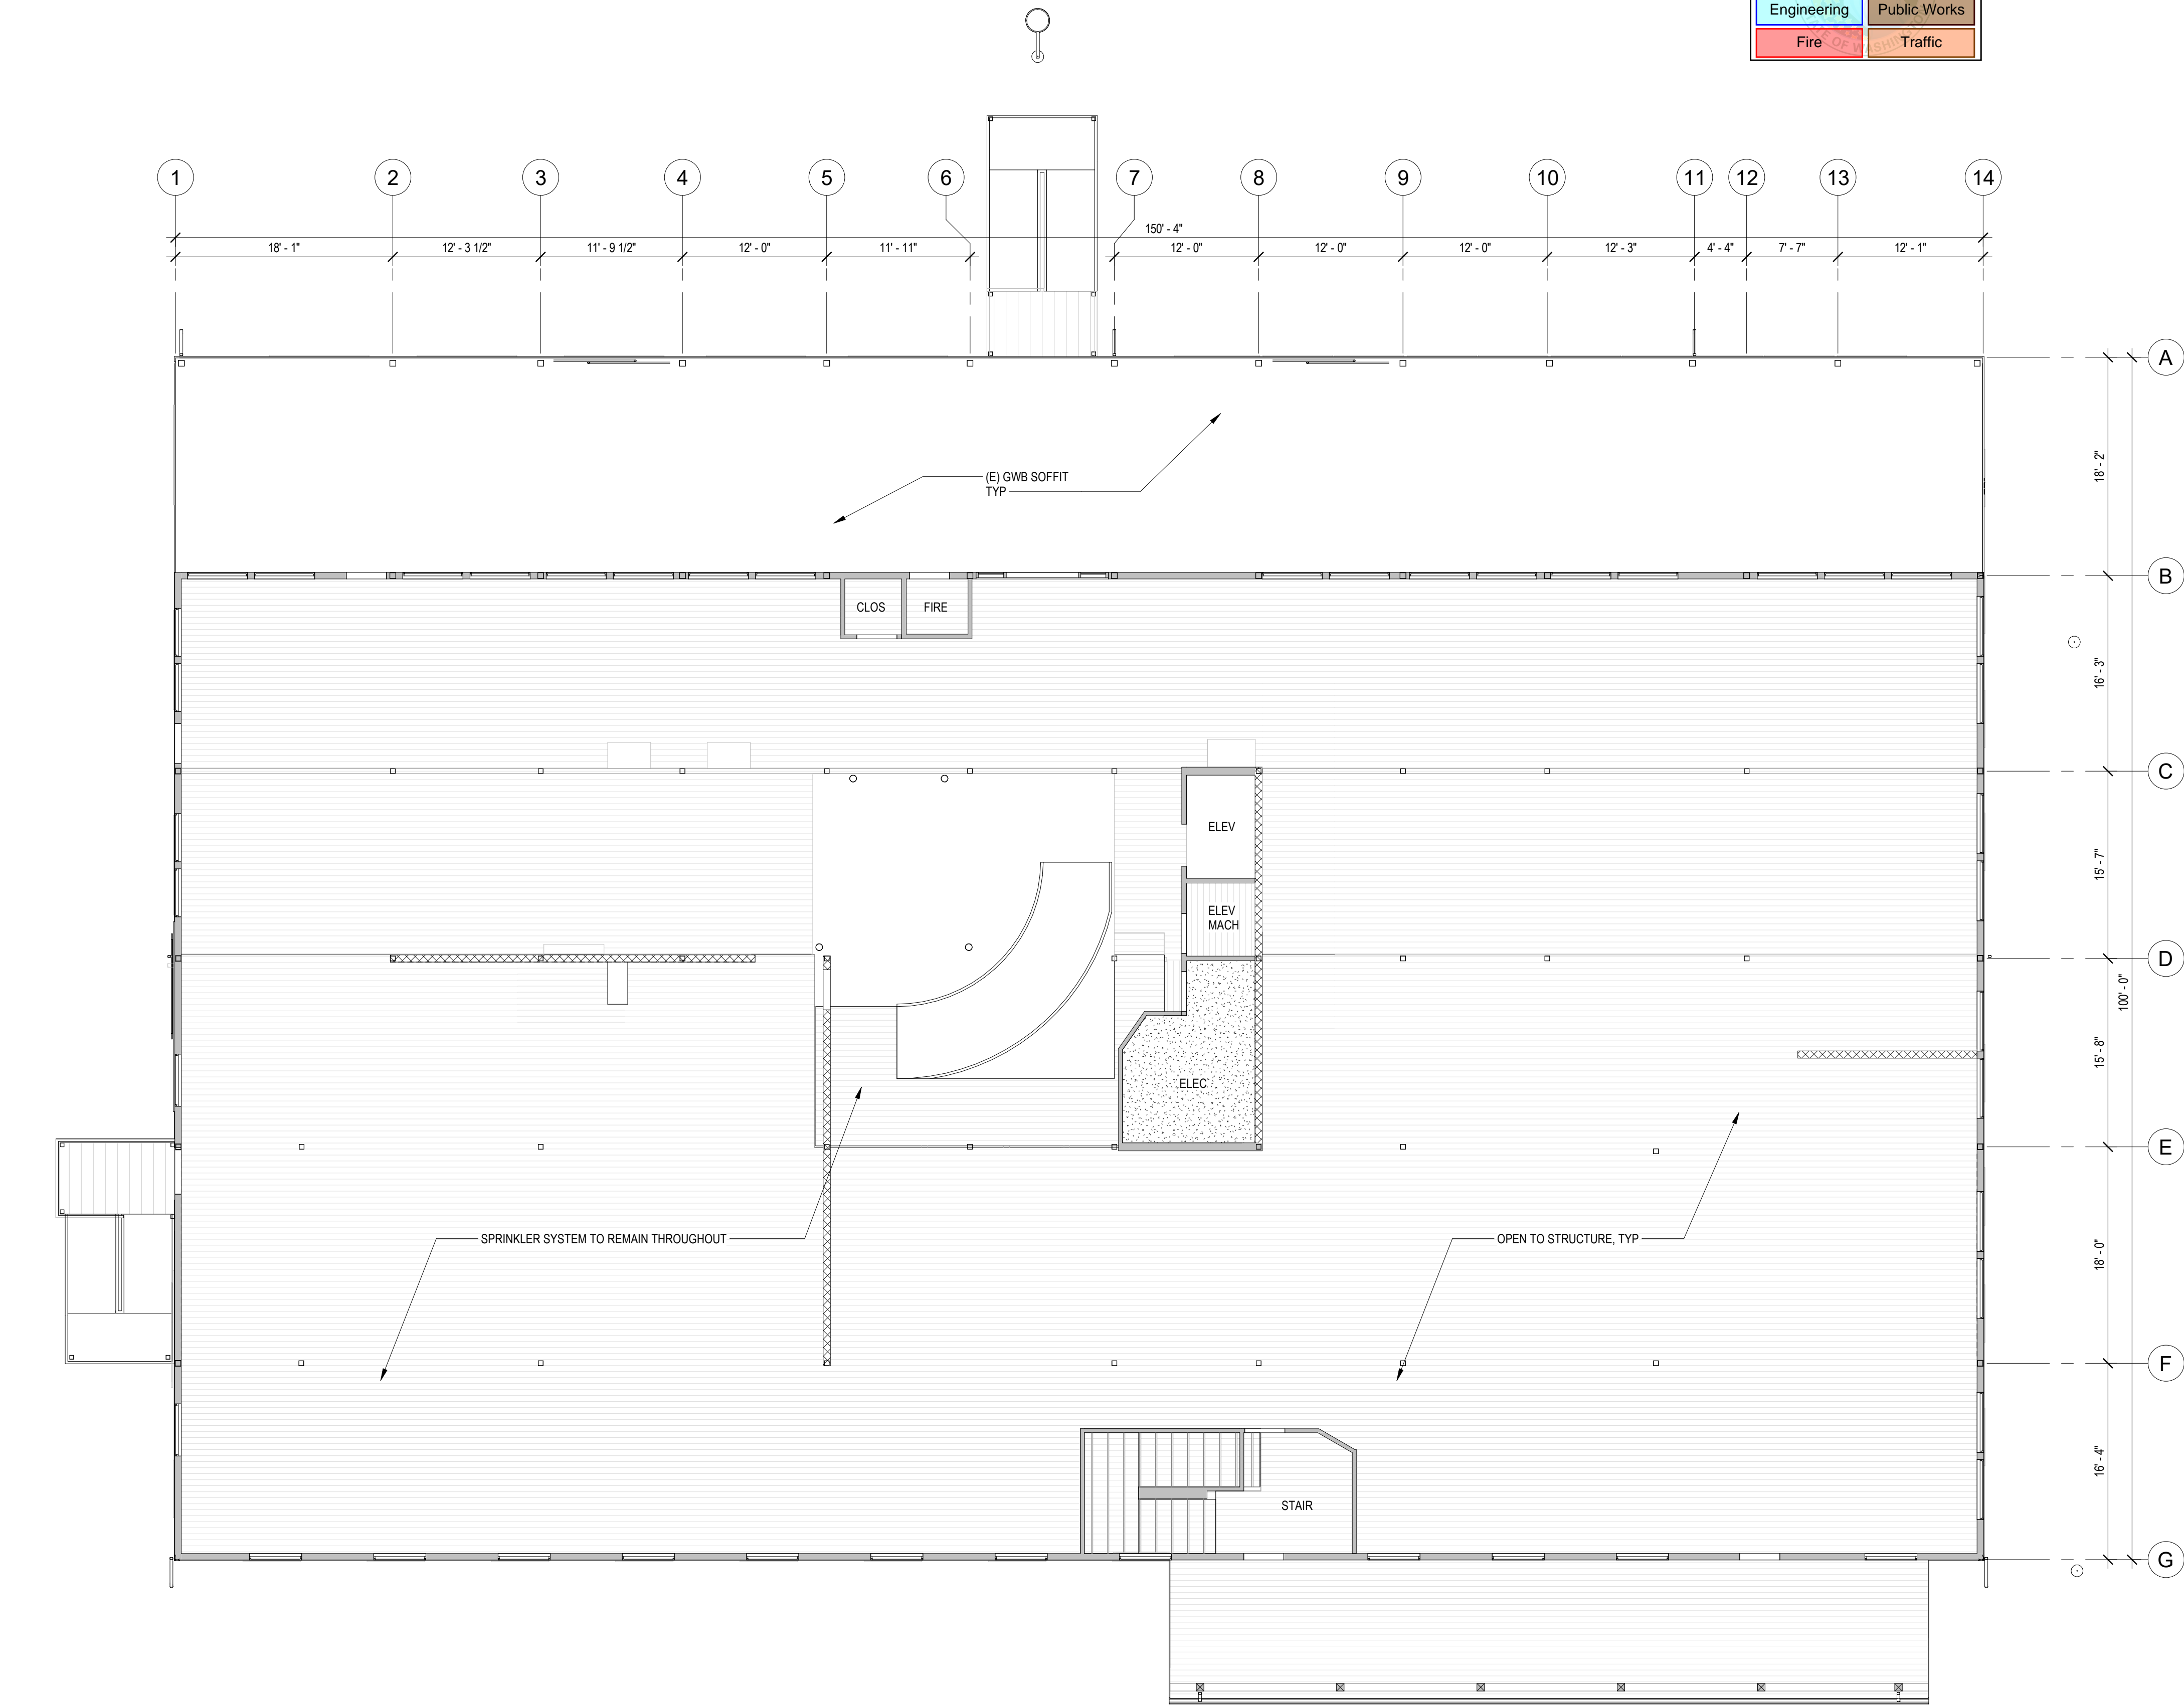 Engineering Public Works
Fire Traffic
STATE OF WASHINGTON
1 2 3 4 5 6 7 8 9 10 11 12 13 14
150' - 4"
18' - 1" 12' - 3 1/2" 11' - 9 1/2" 12' - 0" 11' - 11" 12' - 0" 12' - 0" 12' - 0" 12' - 3" 4' - 4" 7' - 7" 12' - 1"
A
18' - 2"
(E) GWB SOFFIT
TYP
B
CLOS FIRE
16' - 3"
C
ELEV
15' - 7"
ELEV
MACH
D
100' - 0"
15' - 8"
ELEC
E
SPRINKLER SYSTEM TO REMAIN THROUGHOUT
OPEN TO STRUCTURE, TYP
18' - 0"
F
16' - 4"
STAIR
G